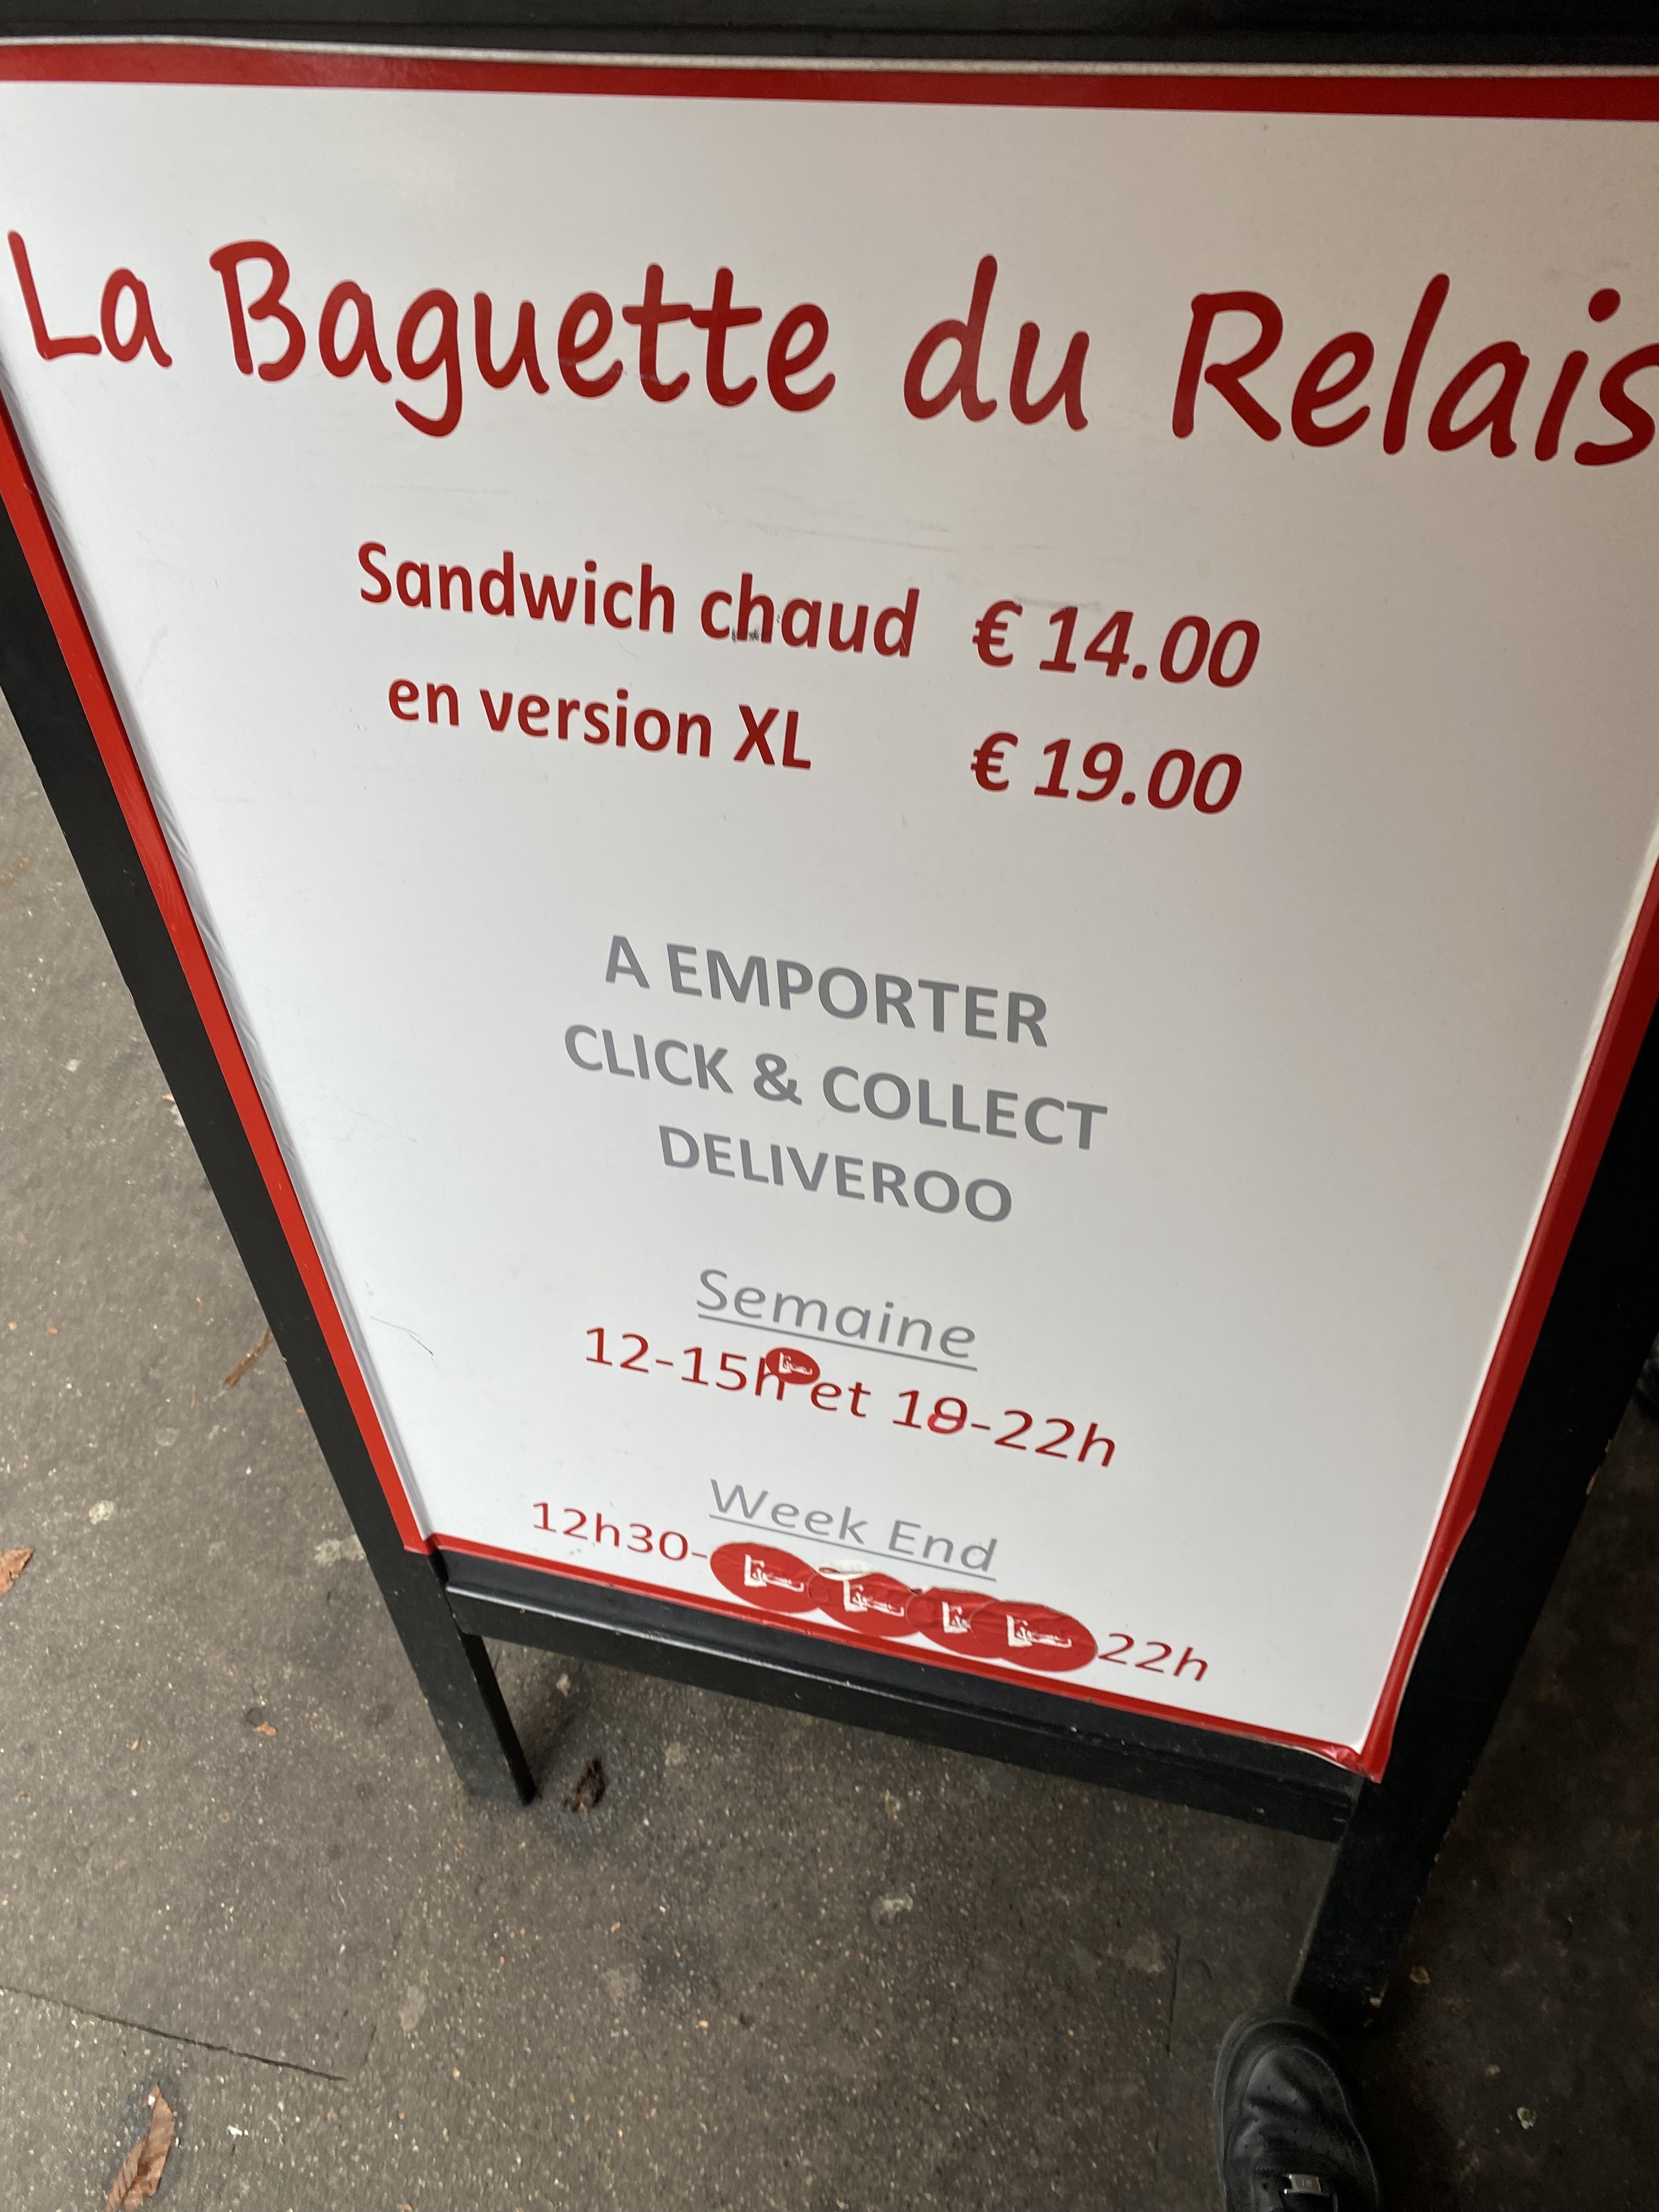 La Baguette du Relais
Sandwich chaud € 14.00
en version XL € 19.00
A EMPORTER
CLICK & COLLECT
DELIVEROO
Semaine
12-15h et 19-22h
Week End
12h30- 22h